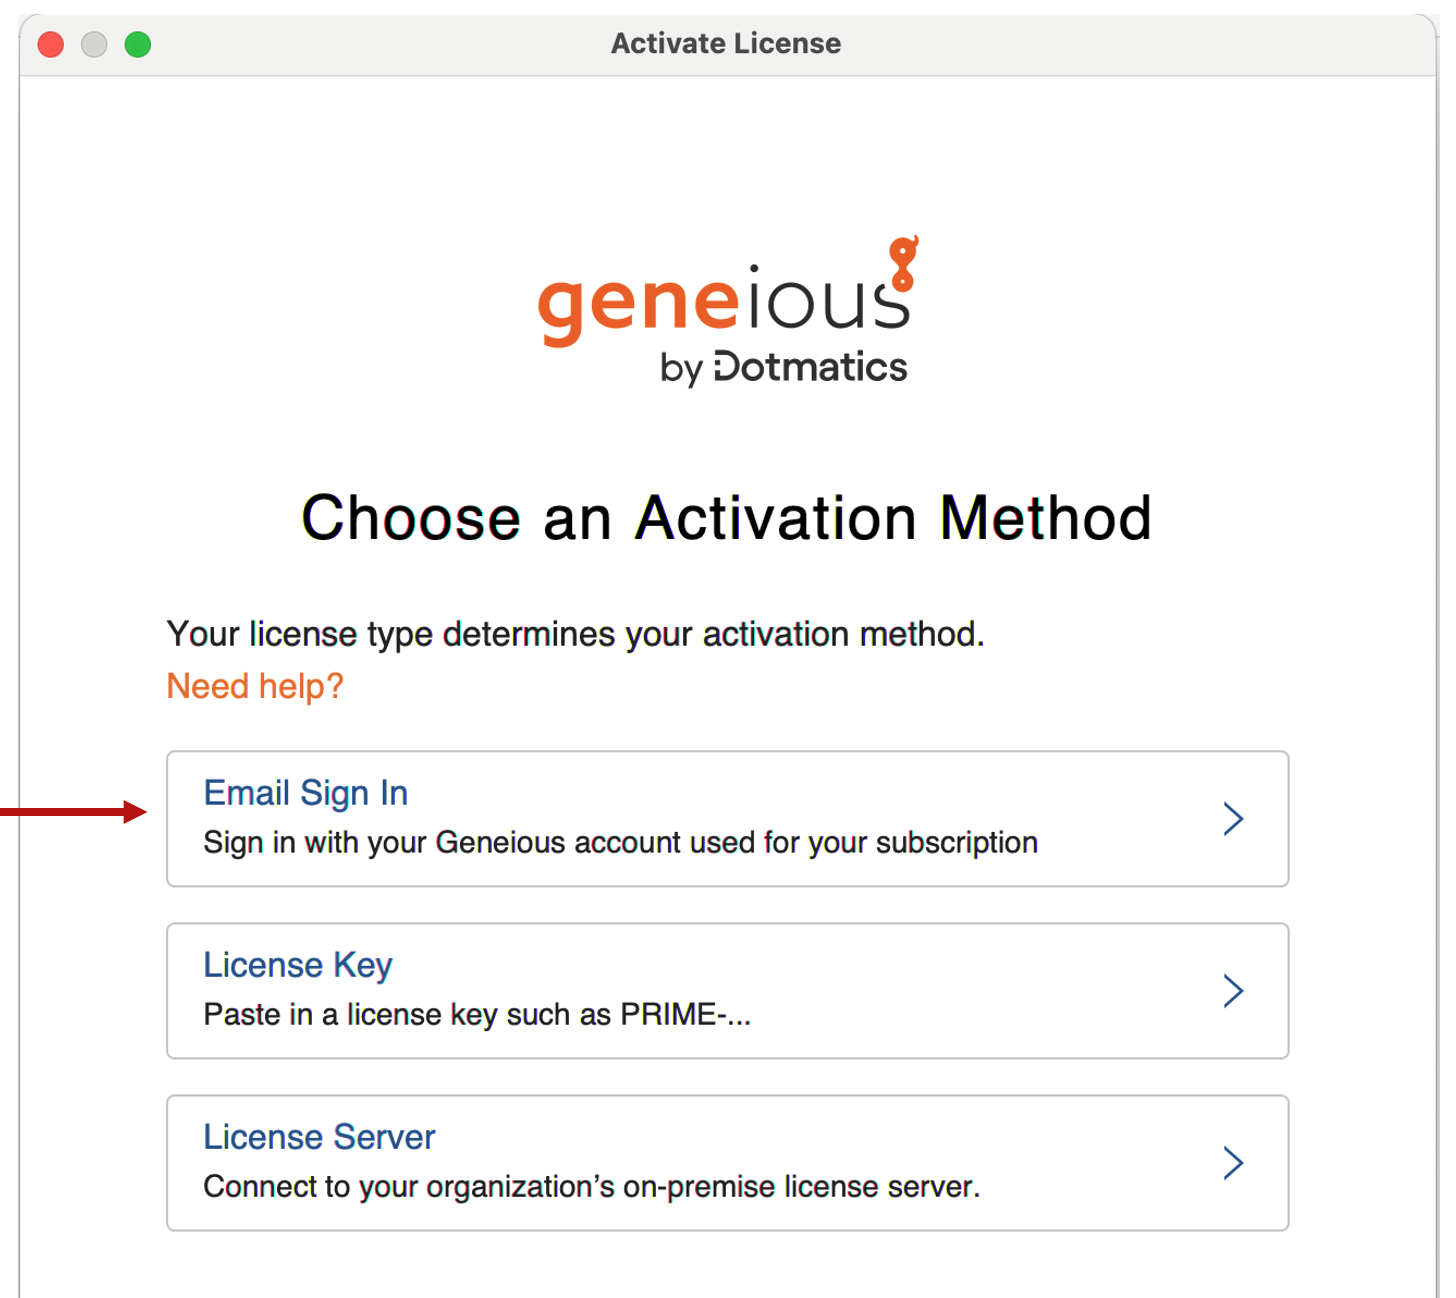 Activate License
geneious
by Dotmatics
Choose an Activation Method
Your license type determines your activation method.
Need help?
Email Sign In
Sign in with your Geneious account used for your subscription
License Key
Paste in a license key such as PRIME-...
License Server
Connect to your organization’s on-premise license server.